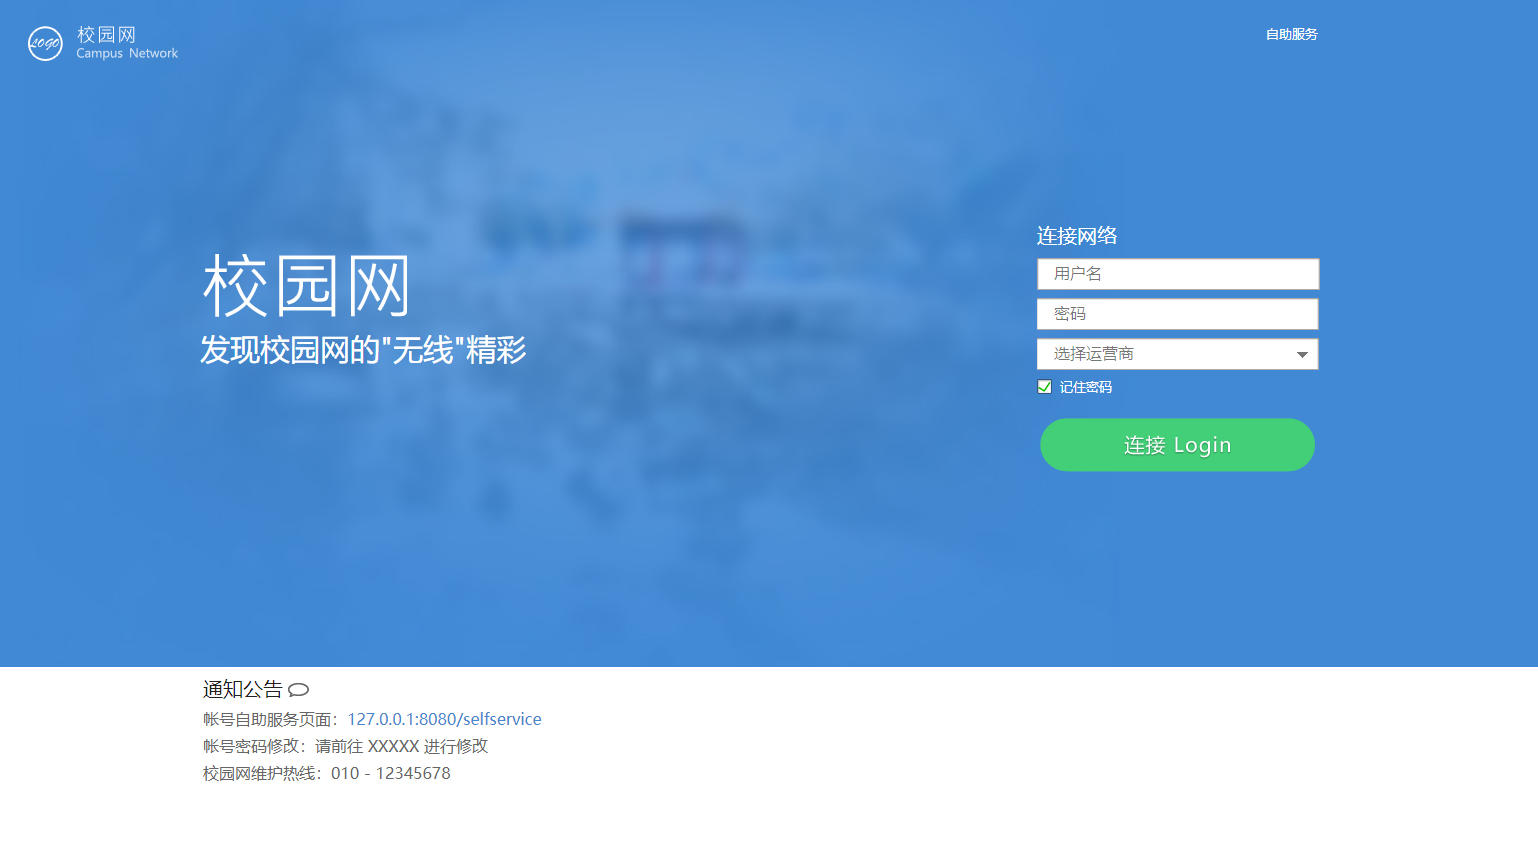 LOGO
校园网
Campus Network
自助服务
校园网
发现校园网的"无线"精彩
连接网络
用户名
密码
选择运营商
记住密码
连接 Login
通知公告
帐号自助服务页面：127.0.0.1:8080/selfservice
帐号密码修改：请前往 XXXXX 进行修改
校园网维护热线：010 - 12345678